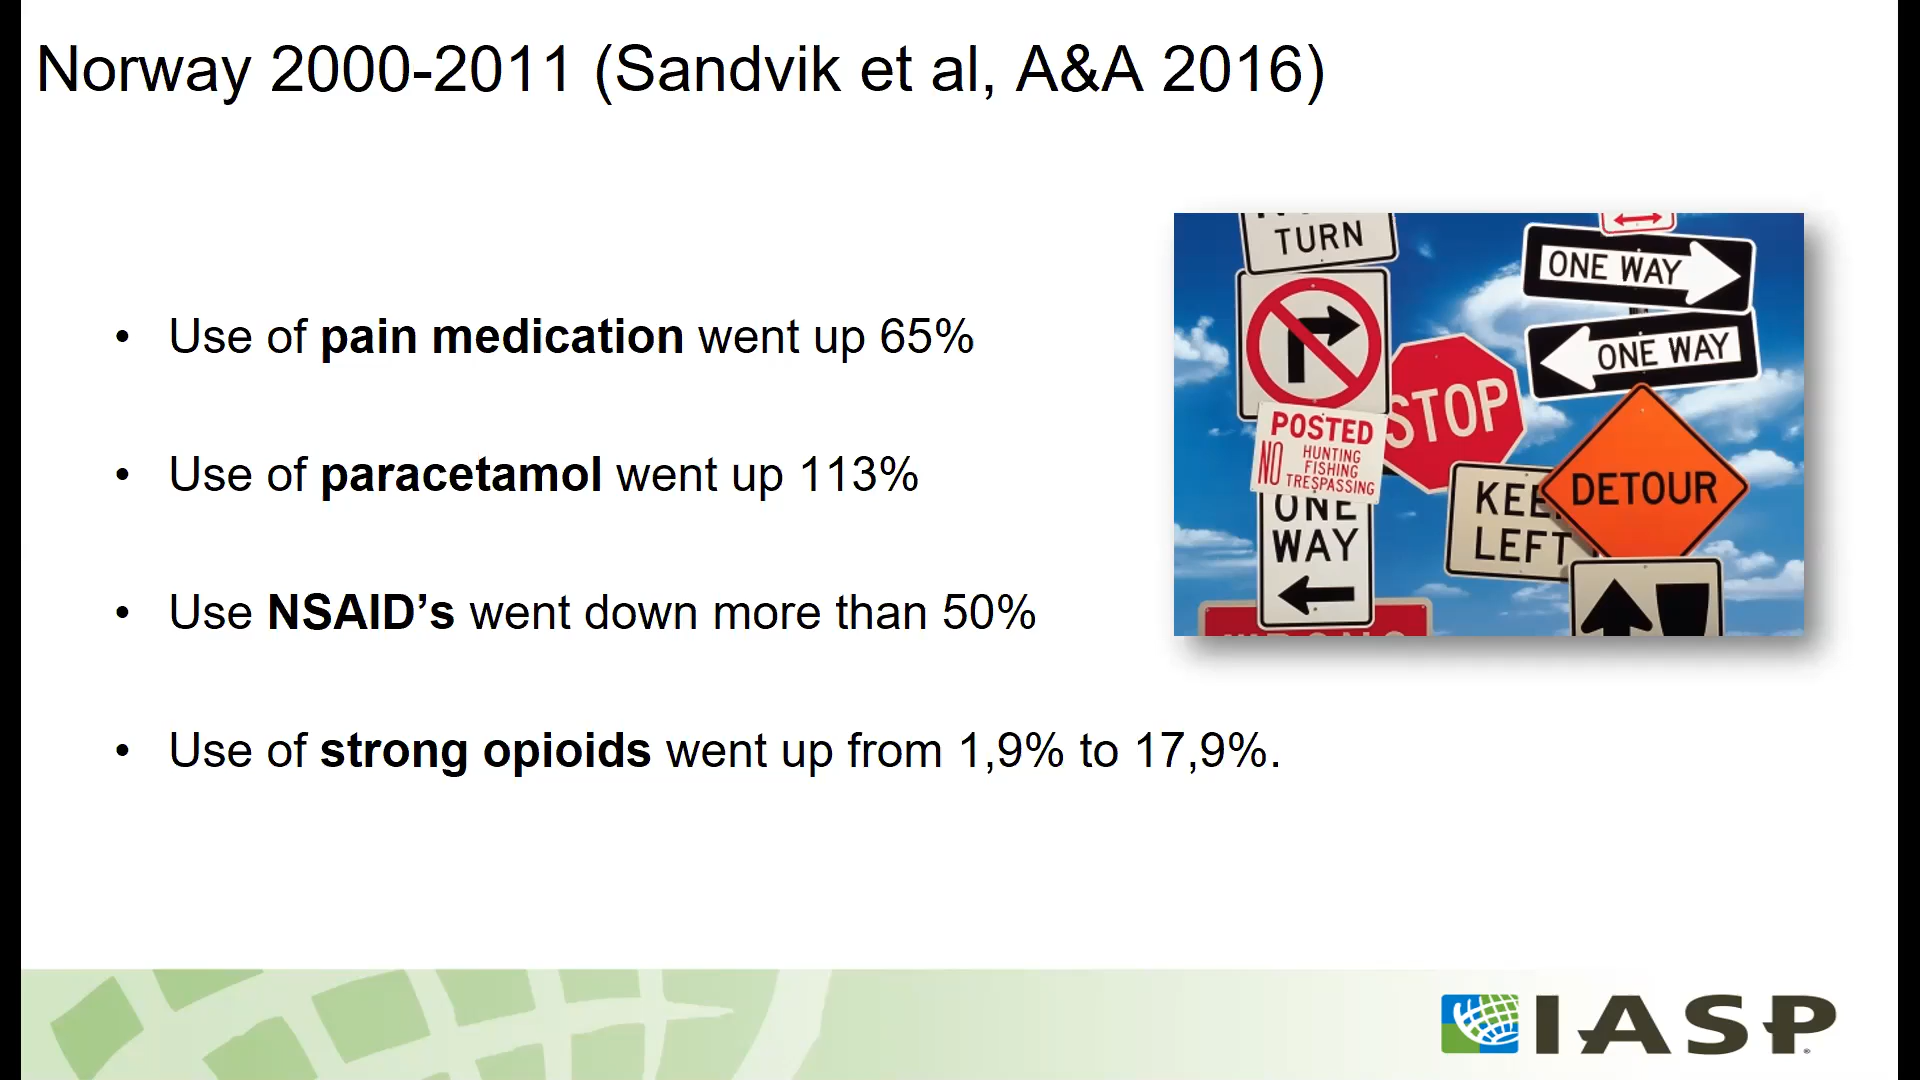 Norway 2000-2011 (Sandvik et al, A&A 2016)
• Use of pain medication went up 65%
• Use of paracetamol went up 113%
• Use NSAID’s went down more than 50%
• Use of strong opioids went up from 1,9% to 17,9%.
TURN
POSTED
NO HUNTING
FISHING
TRESPASSING
ONE
WAY
STOP
ONE WAY
ONE WAY
DETOUR
LEFT
IASP